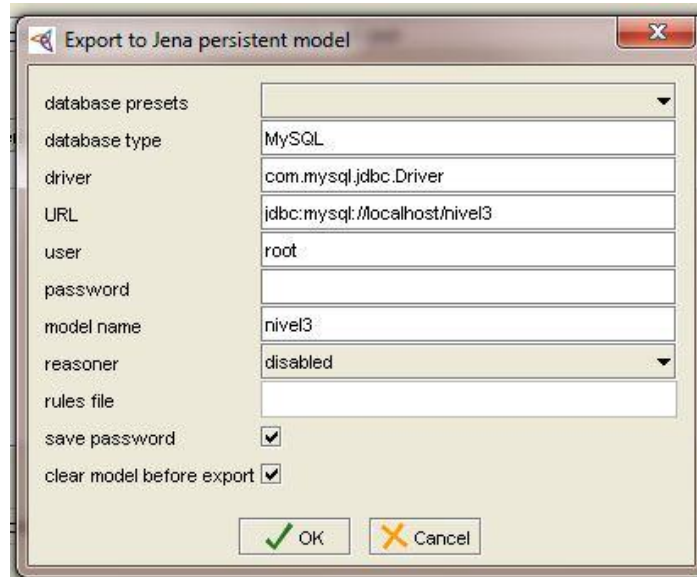 Export to Jena persistent model
database presets
database type MySQL
driver com.mysql.jdbc.Driver
URL jdbc:mysql://localhost/nivel3
user root
password
model name nivel3
reasoner disabled
rules file
save password
clear model before export
OK Cancel